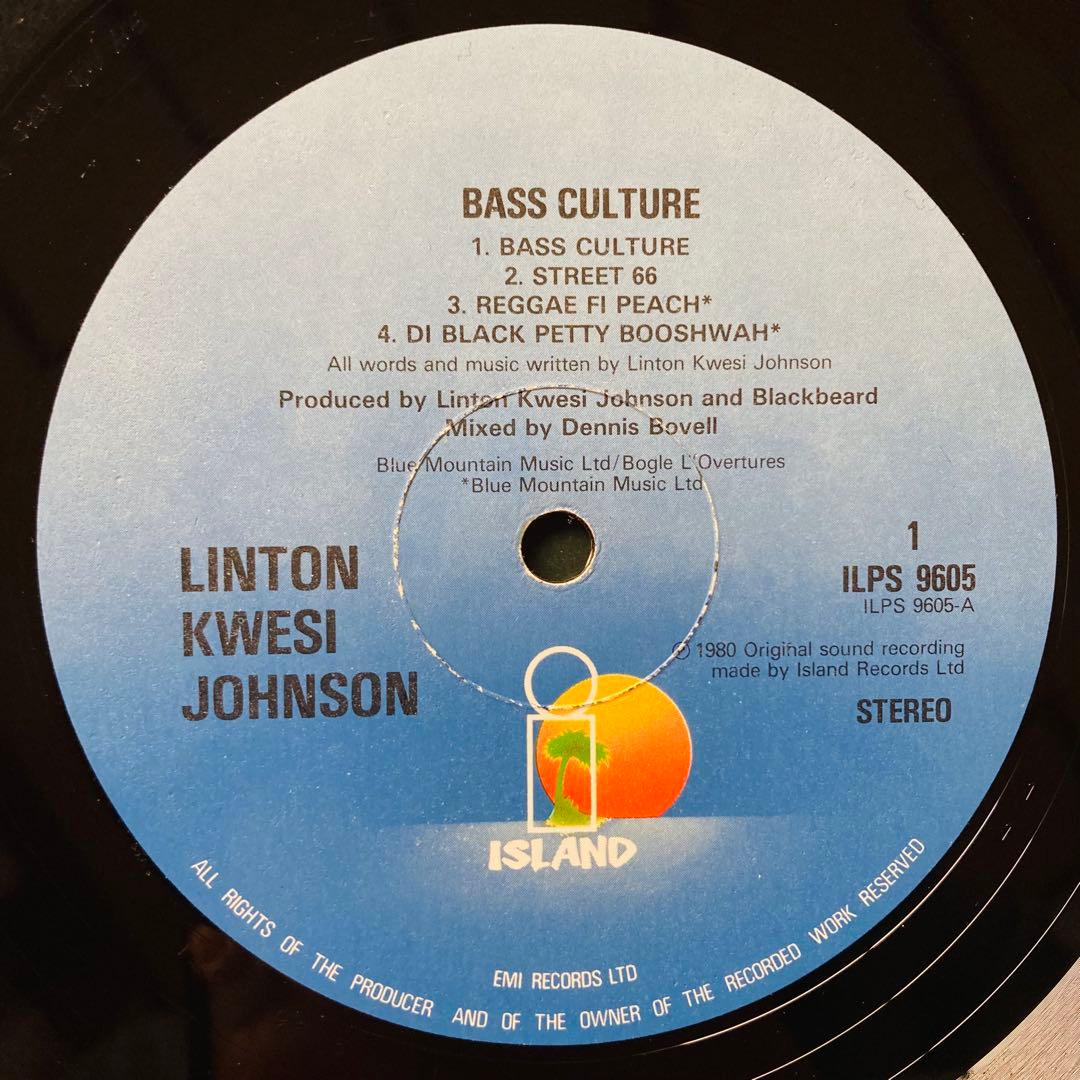 BASS CULTURE
1. BASS CULTURE
2. STREET 66
3. REGGAE FI PEACH*
4. DI BLACK PETTY BOOSHWAH*
All words and music written by Linton Kwesi Johnson
Produced by Linton Kwesi Johnson and Blackbeard
Mixed by Dennis Bovell
Blue Mountain Music Ltd/Bogle L'Overtures
*Blue Mountain Music Ltd
LINTON
KWESI
JOHNSON
1
ILPS 9605
ILPS 9605-A
℗ 1980 Original sound recording
made by Island Records Ltd
STEREO
ISLAND
EMI RECORDS LTD
ALL RIGHTS OF THE PRODUCER AND OF THE OWNER OF THE RECORDED WORK RESERVED